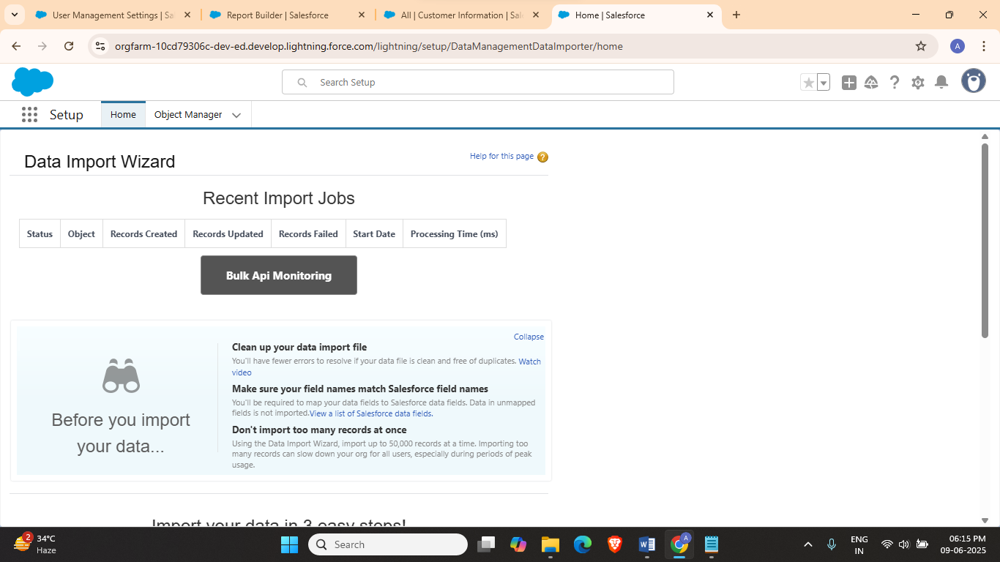 User Management Settings | Sa
Report Builder | Salesforce
All | Customer Information | Sal
Home | Salesforce
orgfarm-10cd79306c-dev-ed.develop.lightning.force.com/lightning/setup/DataManagementDataImporter/home
A
Search Setup
Setup
Home
Object Manager
Data Import Wizard
Help for this page
?
Recent Import Jobs
Status Object Records Created Records Updated Records Failed Start Date Processing Time (ms)
Bulk Api Monitoring
Collapse
Before you import
your data...
Clean up your data import file
You'll have fewer errors to resolve if your data file is clean and free of duplicates. Watch
video
Make sure your field names match Salesforce field names
You'll be required to map your data fields to Salesforce data fields. Data in unmapped
fields is not imported.View a list of Salesforce data fields.
Don't import too many records at once
Using the Data Import Wizard, import up to 50,000 records at a time. Importing too
many records can slow down your org for all users, especially during periods of peak
usage.
Import your data in 3 easy steps!
2
34°C
Haze
Search
A
ENG
IN
06:15 PM
09-06-2025